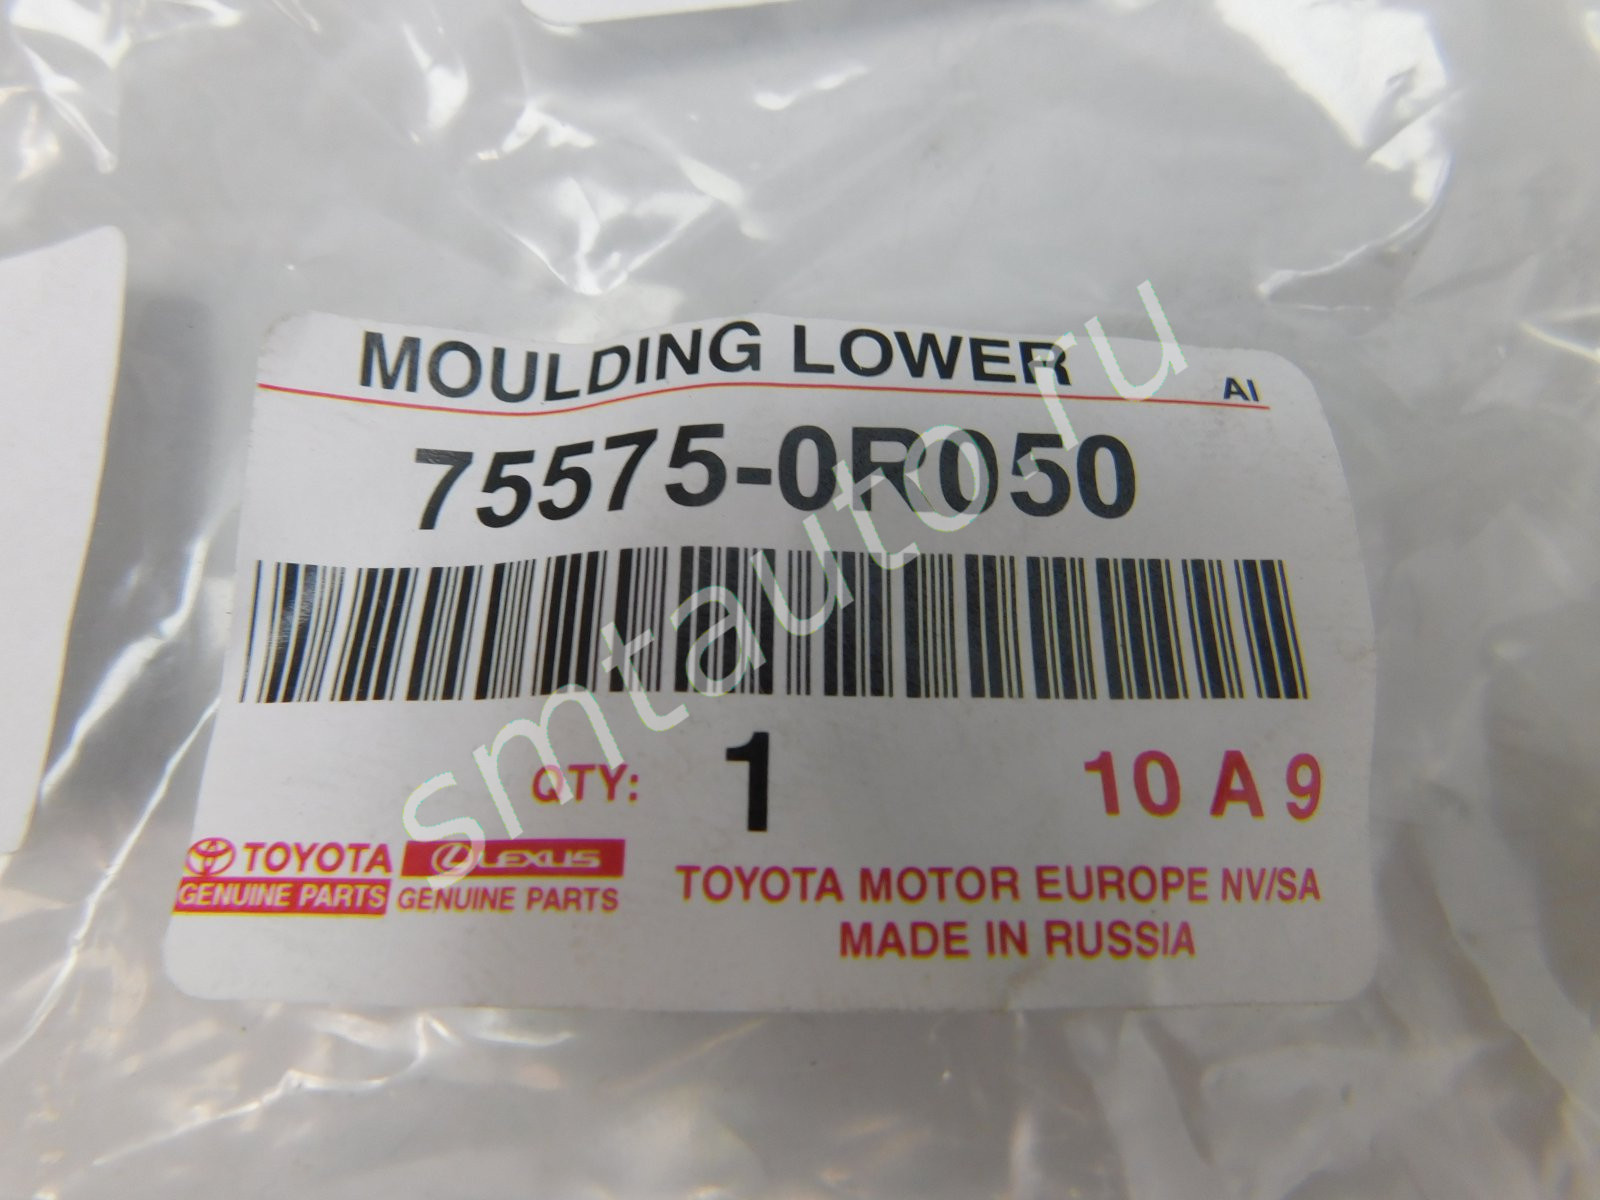 MOULDING LOWER
AI
75575-0R050
QTY: 1 10 A 9
TOYOTA LEXUS
GENUINE PARTS GENUINE PARTS
TOYOTA MOTOR EUROPE NV/SA
MADE IN RUSSIA
smtauto.ru